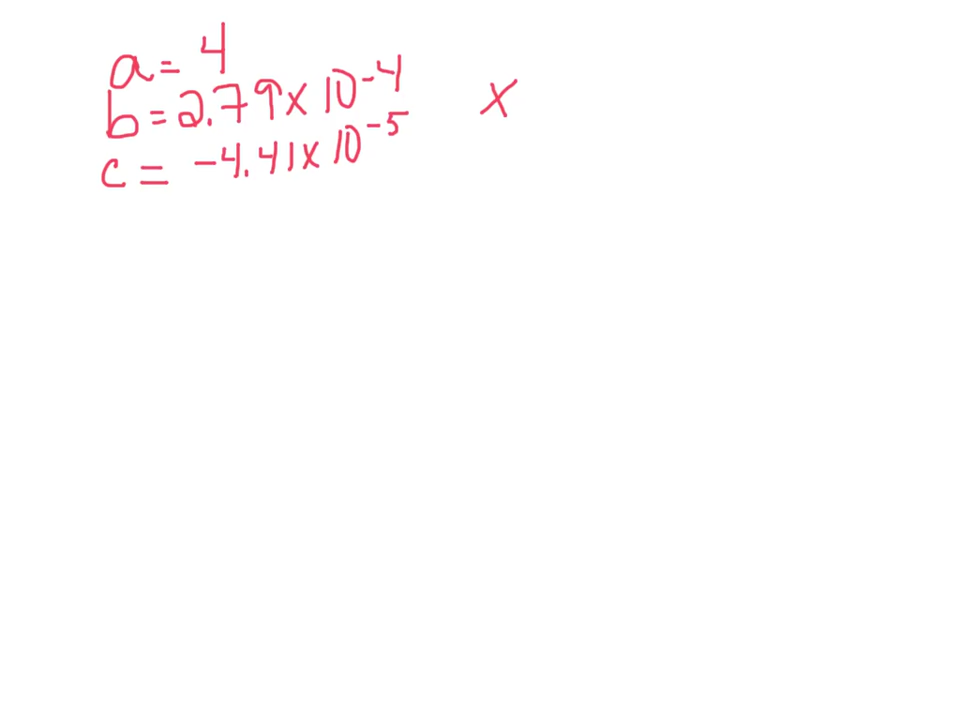 a = 4
b = 2.79 x 10^-4 x
c = -4.41 x 10^-5